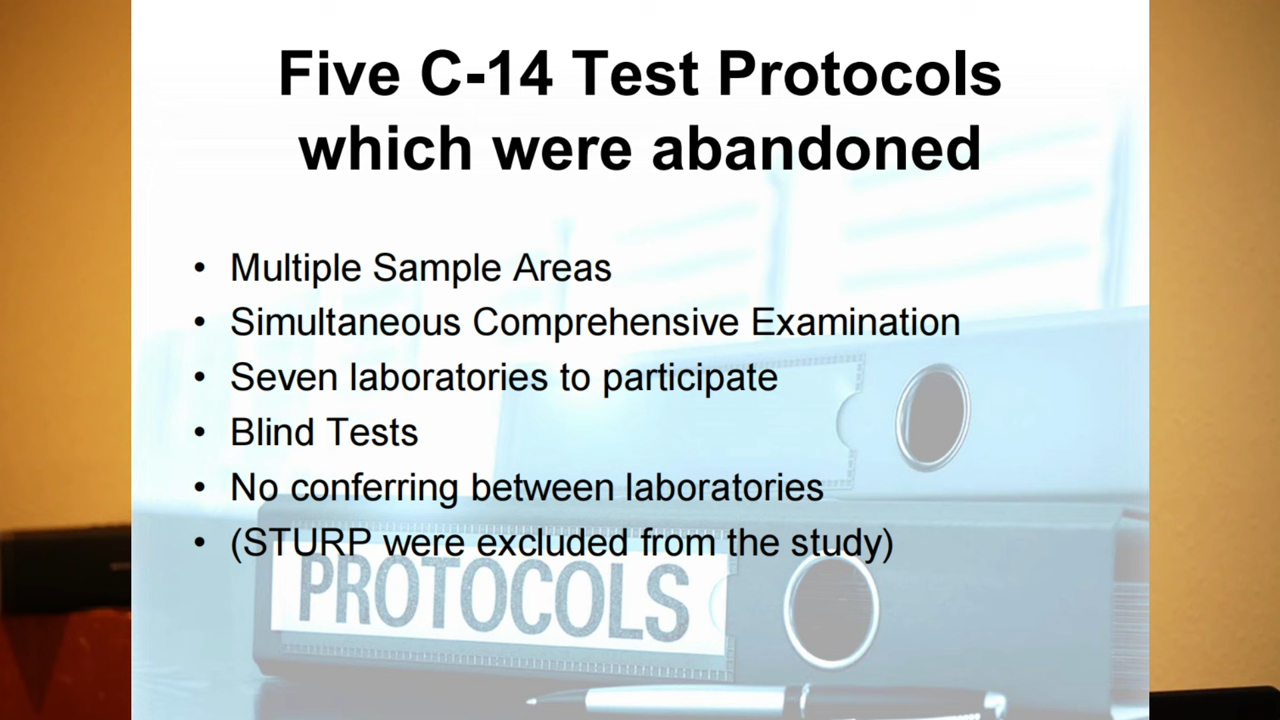 Five C-14 Test Protocols
which were abandoned
• Multiple Sample Areas
• Simultaneous Comprehensive Examination
• Seven laboratories to participate
• Blind Tests
• No conferring between laboratories
• (STURP were excluded from the study)
PROTOCOLS